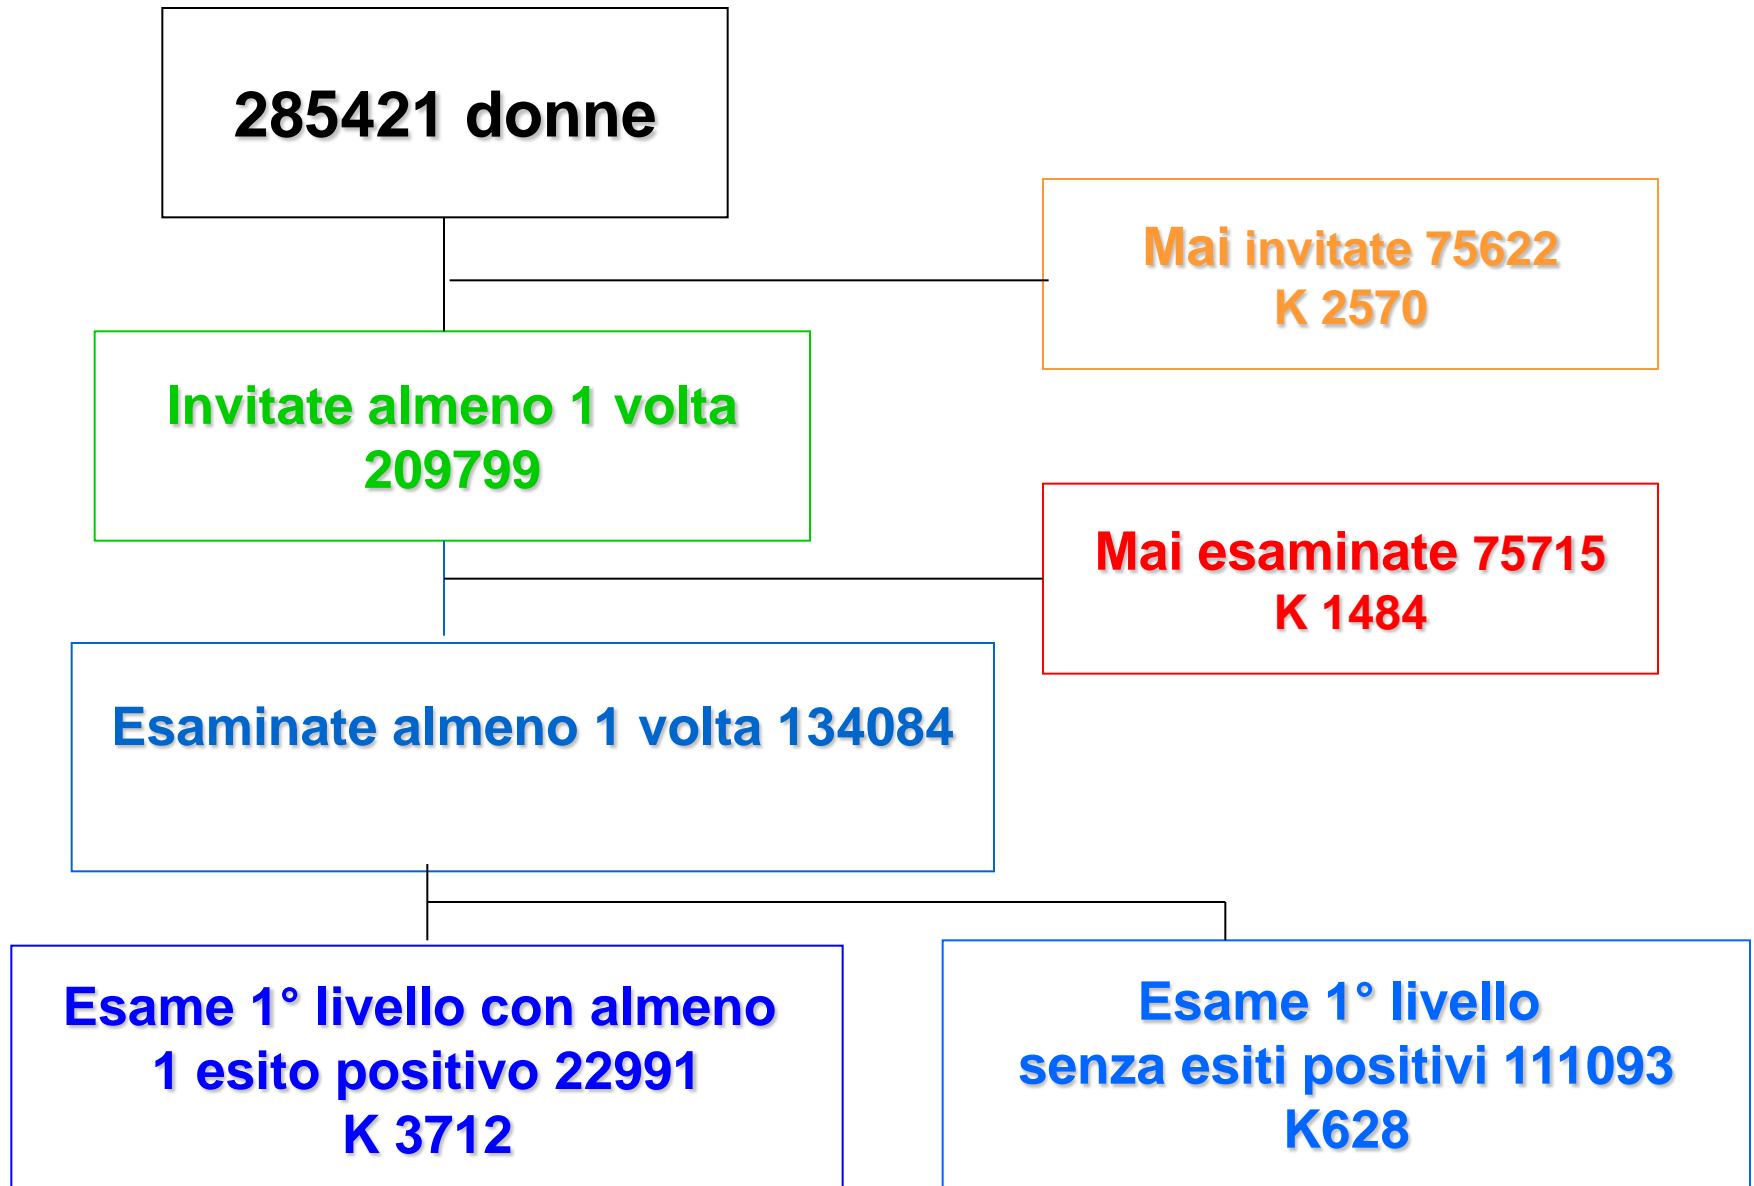 285421 donne
Mai invitate 75622
K 2570
Invitate almeno 1 volta
209799
Mai esaminate 75715
K 1484
Esaminate almeno 1 volta 134084
Esame 1° livello con almeno
1 esito positivo 22991
K 3712
Esame 1° livello
senza esiti positivi 111093
K628